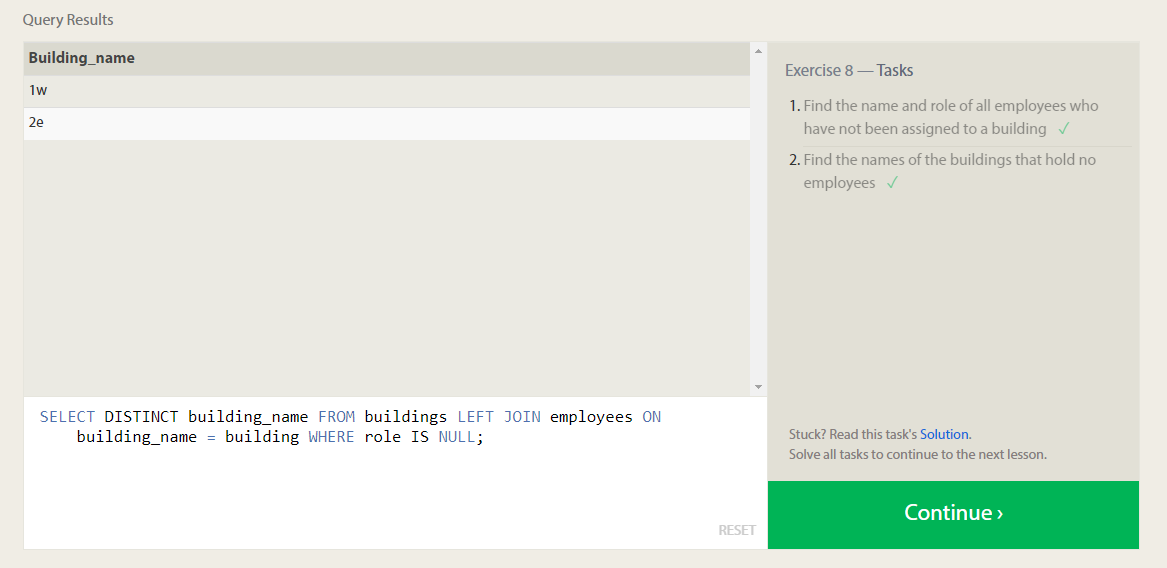 Query Results
Building_name
1w
2e
SELECT DISTINCT building_name FROM buildings LEFT JOIN employees ON
building_name = building WHERE role IS NULL;
RESET
Exercise 8 — Tasks
1. Find the name and role of all employees who
have not been assigned to a building ✓
2. Find the names of the buildings that hold no
employees ✓
Stuck? Read this task's Solution.
Solve all tasks to continue to the next lesson.
Continue ›